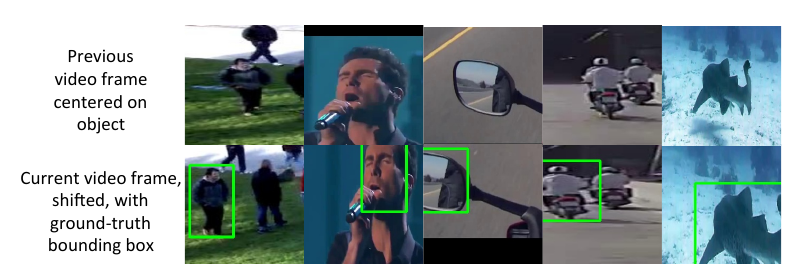 Previous
video frame
centered on
object
Current video frame,
shifted, with
ground-truth
bounding box